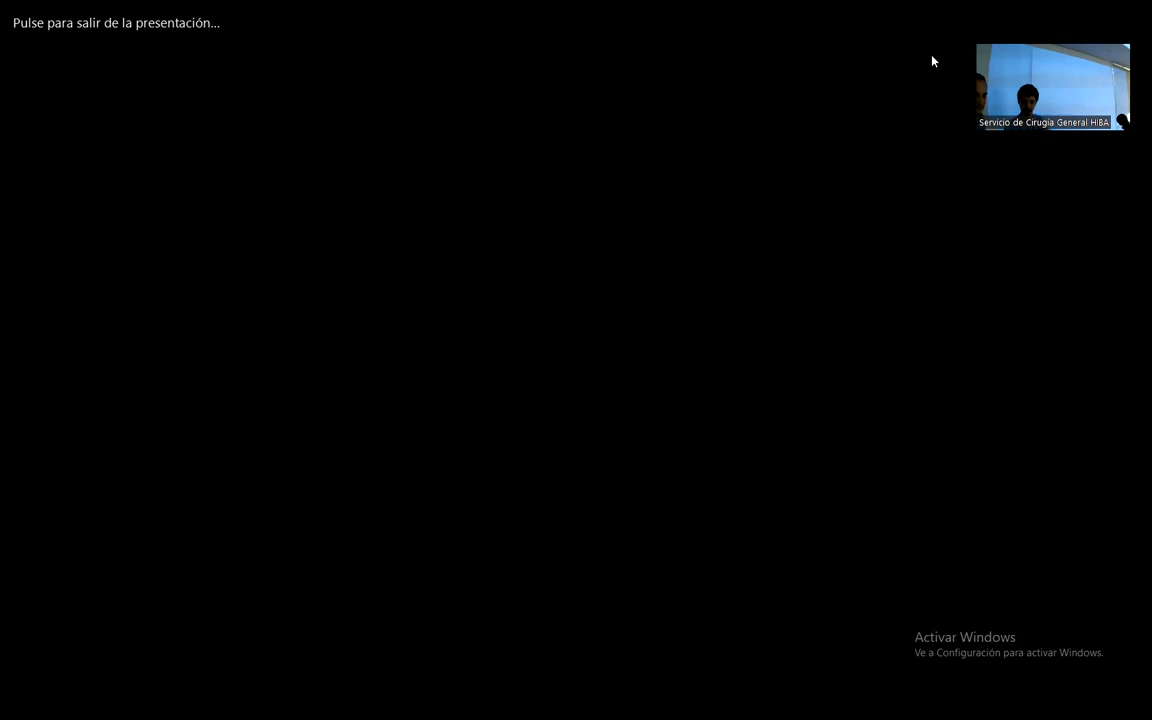 Pulse para salir de la presentación...
Servicio de Cirugía General HIBA
Activar Windows
Ve a Configuración para activar Windows.